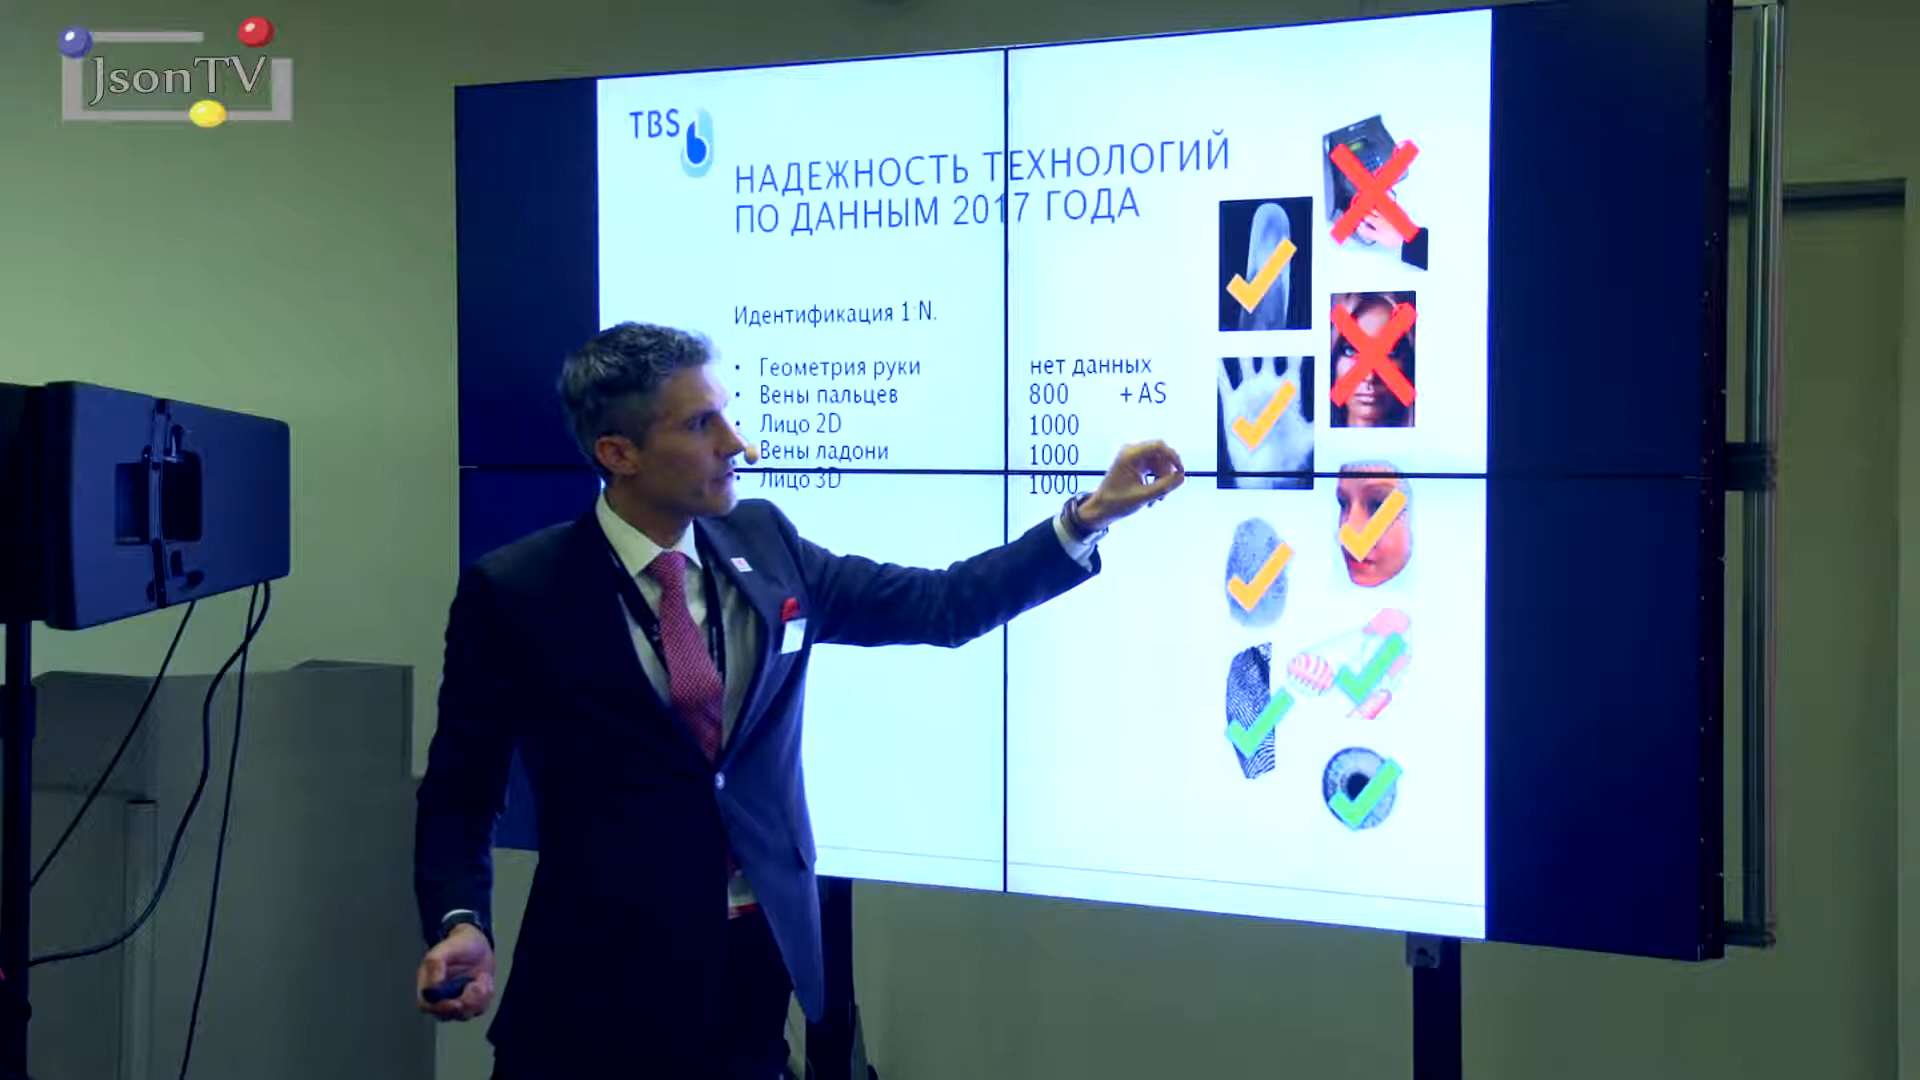 JsonTV
TBS
НАДЕЖНОСТЬ ТЕХНОЛОГИЙ
ПО ДАННЫМ 2017 ГОДА
Идентификация 1:N.
• Геометрия руки нет данных
• Вены пальцев 800 + AS
• Лицо 2D 1000
Вены ладони 1000
• Лицо 3D 1000